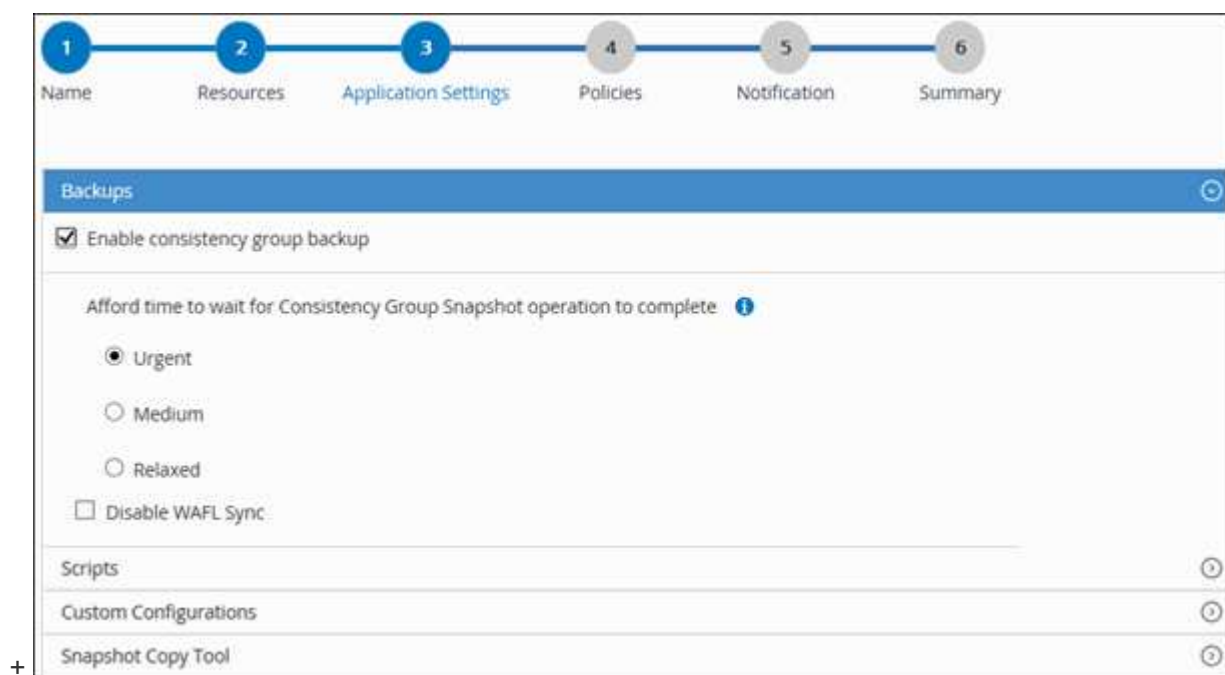 1 2 3 4 5 6
Name Resources Application Settings Policies Notification Summary
Backups
Enable consistency group backup
Afford time to wait for Consistency Group Snapshot operation to complete
Urgent
Medium
Relaxed
Disable WAFL Sync
Scripts
Custom Configurations
Snapshot Copy Tool
+